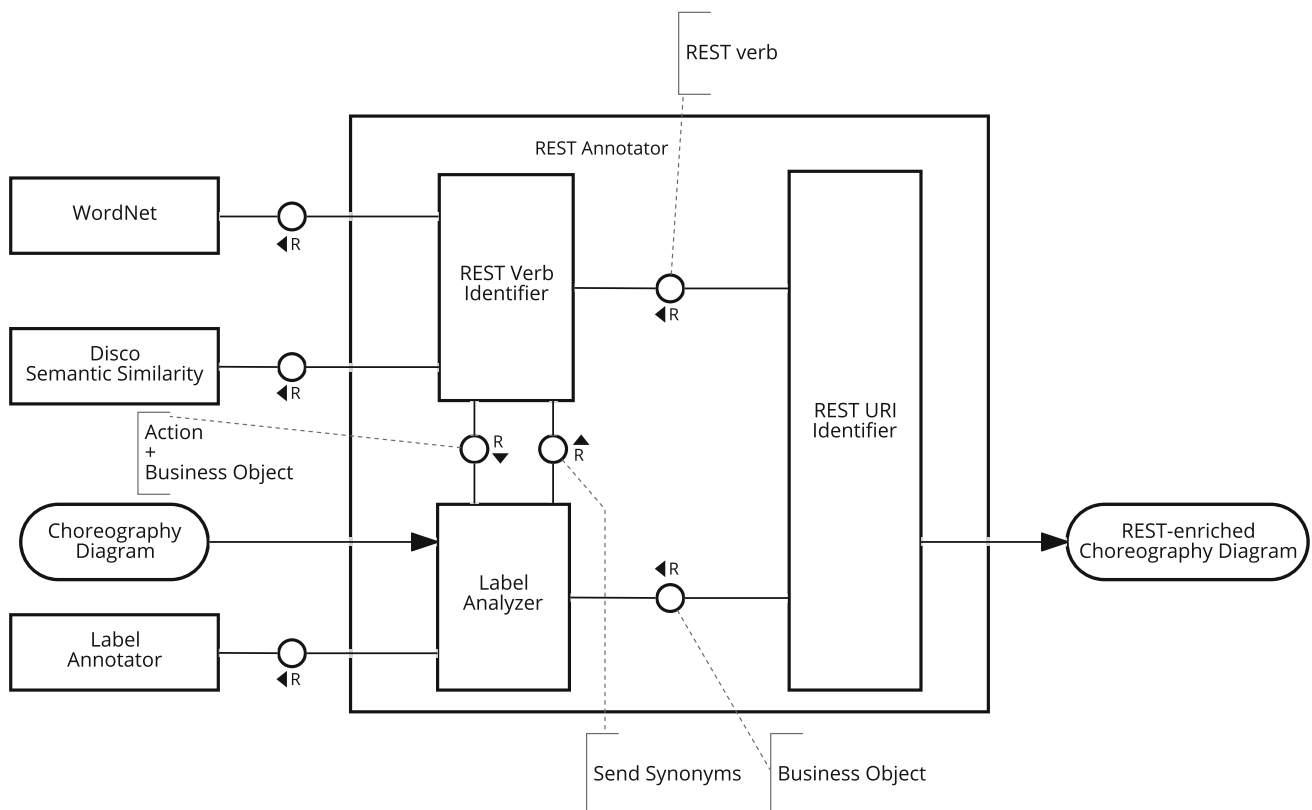 REST verb
REST Annotator
WordNet
R
REST Verb
Identifier
R
Disco
Semantic Similarity
R
REST URI
Identifier
Action
+
Business Object
R
R
Choreography
Diagram
REST-enriched
Choreography Diagram
R
Label
Analyzer
Label
Annotator
R
Send Synonyms
Business Object